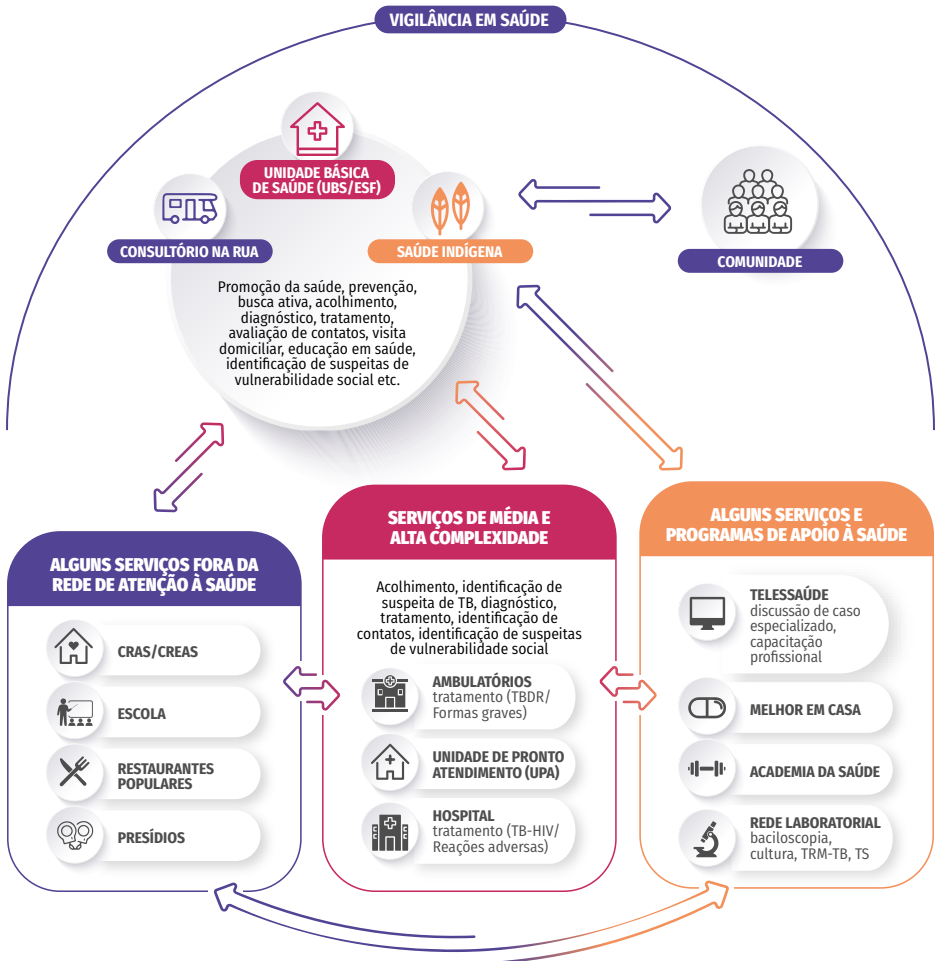 VIGILÂNCIA EM SAÚDE
UNIDADE BÁSICA
DE SAÚDE (UBS/ESF)
CONSULTÓRIO NA RUA
SAÚDE INDÍGENA
COMUNIDADE
Promoção da saúde, prevenção,
busca ativa, acolhimento,
diagnóstico, tratamento,
avaliação de contatos, visita
domiciliar, educação em saúde,
identificação de suspeitas de
vulnerabilidade social etc.
ALGUNS SERVIÇOS FORA DA
REDE DE ATENÇÃO À SAÚDE
CRAS/CREAS
ESCOLA
RESTAURANTES
POPULARES
PRESÍDIOS
SERVIÇOS DE MÉDIA E
ALTA COMPLEXIDADE
Acolhimento, identificação de
suspeita de TB, diagnóstico,
tratamento, identificação de
contatos, identificação de suspeitas
de vulnerabilidade social
AMBULATÓRIOS
tratamento (TBDR/
Formas graves)
UNIDADE DE PRONTO
ATENDIMENTO (UPA)
HOSPITAL
tratamento (TB-HIV/
Reações adversas)
ALGUNS SERVIÇOS E
PROGRAMAS DE APOIO À SAÚDE
TELESSAÚDE
discussão de caso
especializado,
capacitação
profissional
MELHOR EM CASA
ACADEMIA DA SAÚDE
REDE LABORATORIAL
baciloscopia,
cultura, TRM-TB, TS